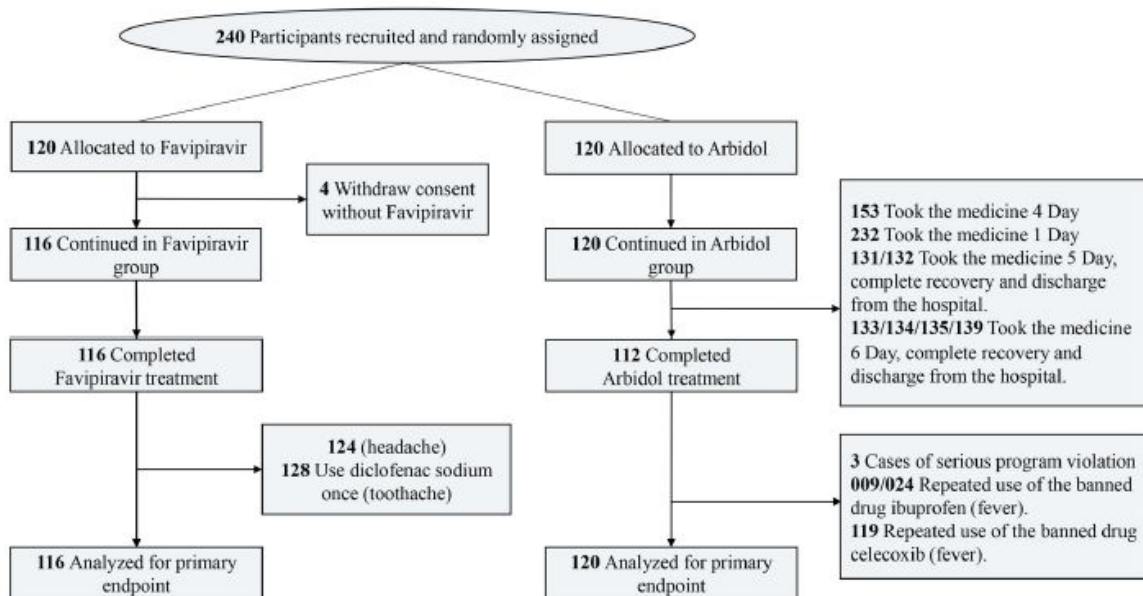 240 Participants recruited and randomly assigned
120 Allocated to Favipiravir
120 Allocated to Arbidol
4 Withdraw consent
without Favipiravir
153 Took the medicine 4 Day
232 Took the medicine 1 Day
131/132 Took the medicine 5 Day,
complete recovery and discharge
from the hospital.
133/134/135/139 Took the medicine
6 Day, complete recovery and
discharge from the hospital.
116 Continued in Favipiravir
group
120 Continued in Arbidol
group
116 Completed
Favipiravir treatment
112 Completed
Arbidol treatment
124 (headache)
128 Use diclofenac sodium
once (toothache)
3 Cases of serious program violation
009/024 Repeated use of the banned
drug ibuprofen (fever).
119 Repeated use of the banned drug
celecoxib (fever).
116 Analyzed for primary
endpoint
120 Analyzed for primary
endpoint